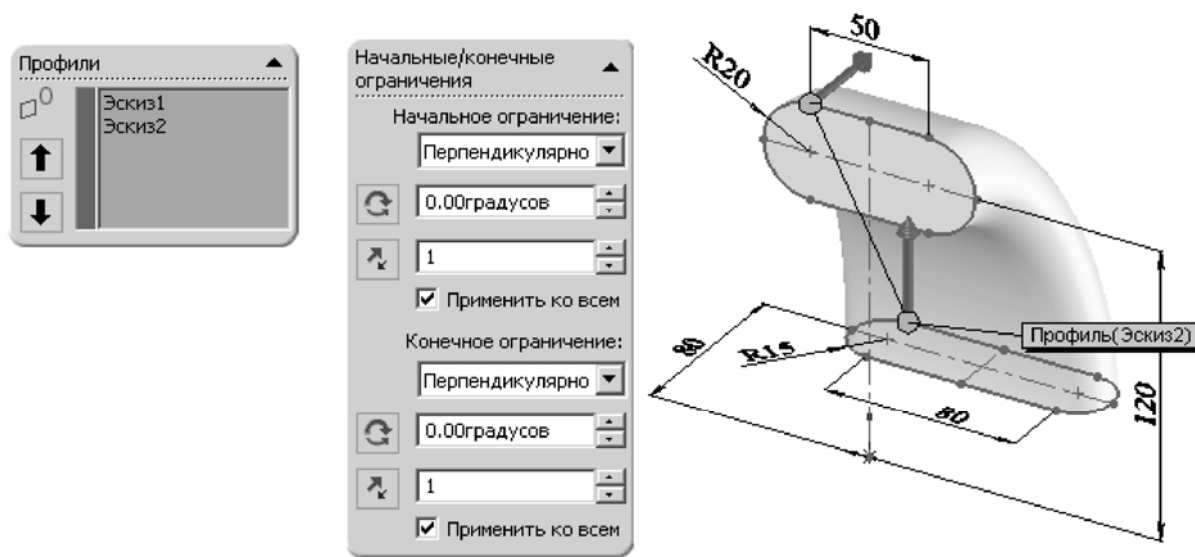 Профили
Эскиз1
Эскиз2
Начальные/конечные
ограничения
Начальное ограничение:
Перпендикулярно
0.00градусов
1
Применить ко всем
Конечное ограничение:
Перпендикулярно
0.00градусов
1
Применить ко всем
50
R20
Профиль(Эскиз2)
80
R15
80
120